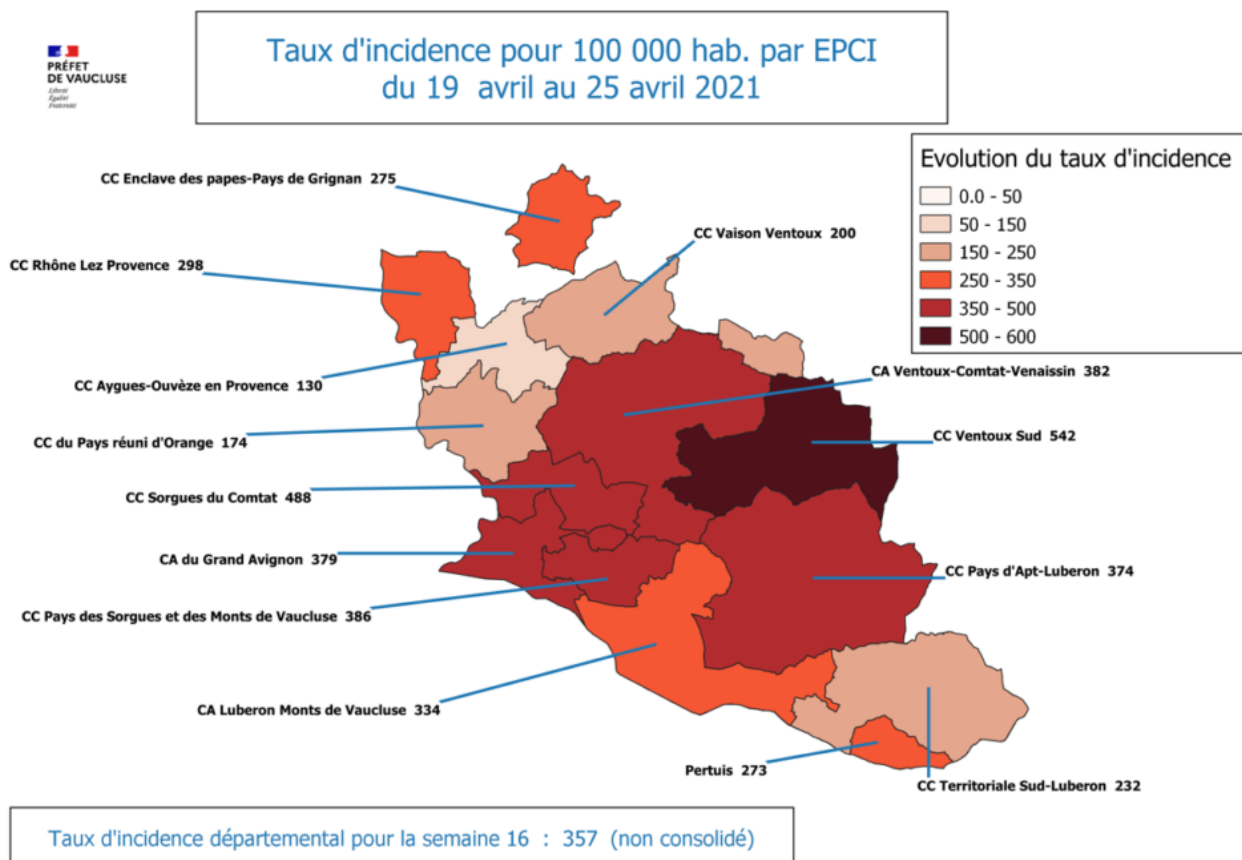 PRÉFET
DE VAUCLUSE
Liberté
Égalité
Fraternité
Taux d'incidence pour 100 000 hab. par EPCI
du 19 avril au 25 avril 2021
Evolution du taux d'incidence
0.0 - 50
50 - 150
150 - 250
250 - 350
350 - 500
500 - 600
CC Enclave des papes-Pays de Grignan 275
CC Vaison Ventoux 200
CC Rhône Lez Provence 298
CA Ventoux-Comtat-Venaissin 382
CC Aygues-Ouvèze en Provence 130
CC du Pays réuni d'Orange 174
CC Ventoux Sud 542
CC Sorgues du Comtat 488
CA du Grand Avignon 379
CC Pays d'Apt-Luberon 374
CC Pays des Sorgues et des Monts de Vaucluse 386
CA Luberon Monts de Vaucluse 334
Pertuis 273
CC Territoriale Sud-Luberon 232
Taux d'incidence départemental pour la semaine 16 : 357 (non consolidé)